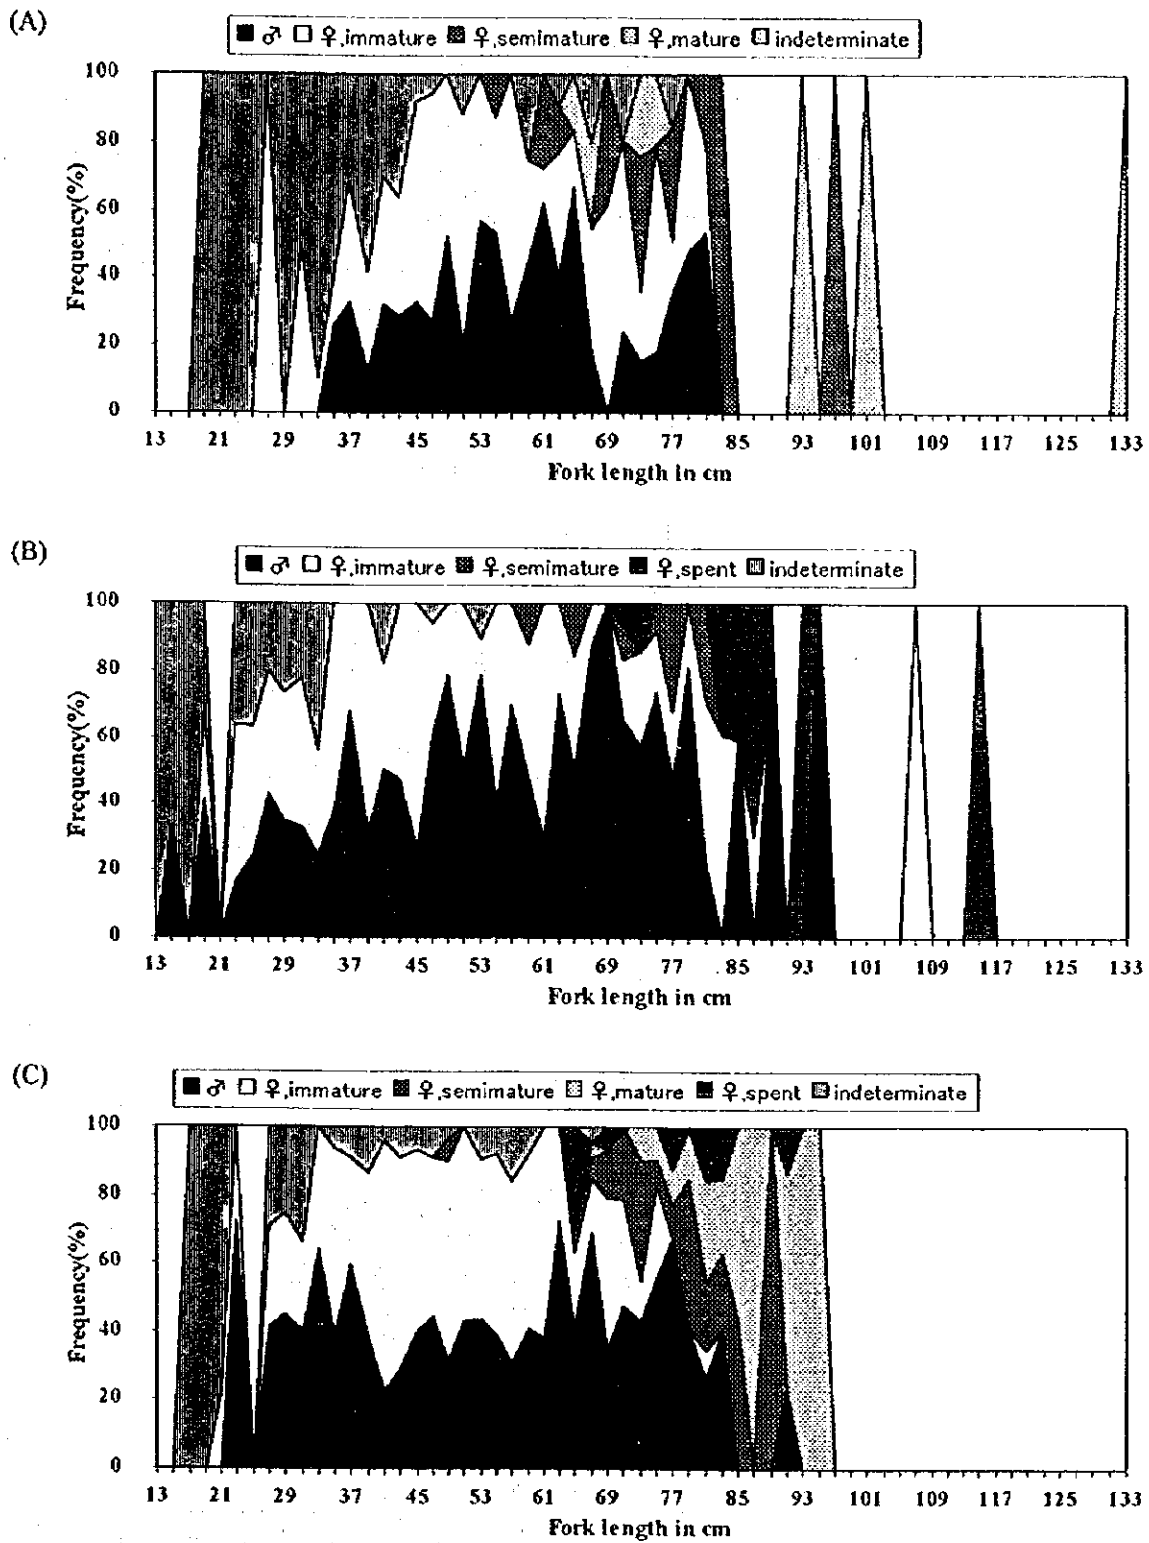 (A)
♂ ♀,immature ♀,semimature ♀,mature indeterminate
Frequency(%)
100
80
60
40
20
0
13 21 29 37 45 53 61 69 77 85 93 101 109 117 125 133
Fork length in cm
(B)
♂ ♀,immature ♀,semimature ♀,spent indeterminate
Frequency(%)
100
80
60
40
20
0
13 21 29 37 45 53 61 69 77 85 93 101 109 117 125 133
Fork length in cm
(C)
♂ ♀,immature ♀,semimature ♀,mature ♀,spent indeterminate
Frequency(%)
100
80
60
40
20
0
13 21 29 37 45 53 61 69 77 85 93 101 109 117 125 133
Fork length in cm